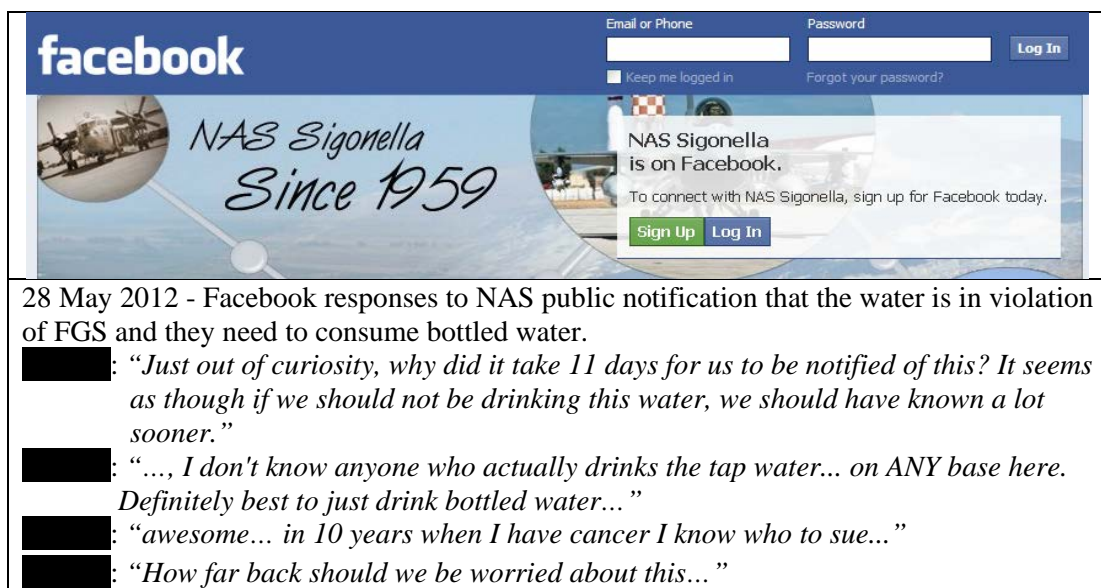 Email or Phone
Password
facebook
Log In
Keep me logged in
Forgot your password?
NAS Sigonella
Since 1959
NAS Sigonella
is on Facebook.
To connect with NAS Sigonella, sign up for Facebook today.
Sign Up
Log In
28 May 2012 - Facebook responses to NAS public notification that the water is in violation
of FGS and they need to consume bottled water.
: “Just out of curiosity, why did it take 11 days for us to be notified of this? It seems
as though if we should not be drinking this water, we should have known a lot
sooner.”
: “…, I don't know anyone who actually drinks the tap water... on ANY base here.
Definitely best to just drink bottled water…”
: “awesome… in 10 years when I have cancer I know who to sue...”
: “How far back should we be worried about this…”